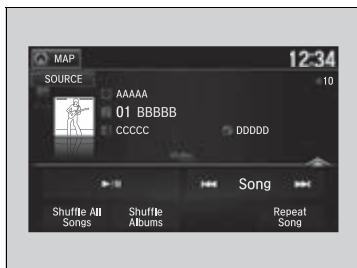 MAP
12:34
SOURCE
10
AAAAA
01 BBBBB
CCCCC
DDDDD
Song
Shuffle All Songs
Shuffle Albums
Repeat Song